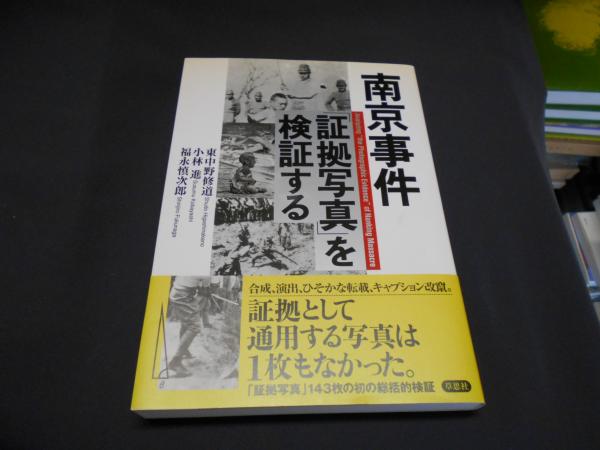 南京事件
Analyzing "the Photographic Evidence" of Nanking Massacre
「証拠写真」を
検証する
東中野修道 Shudo Higashinakano
小林 進 Susumu Kobayashi
福永慎次郎 Shinjiro Fukunaga
合成、演出、ひそかな転載、キャプション改竄。
証拠として
通用する写真は
1枚もなかった。
「証拠写真」143枚の初の総括的検証
草思社